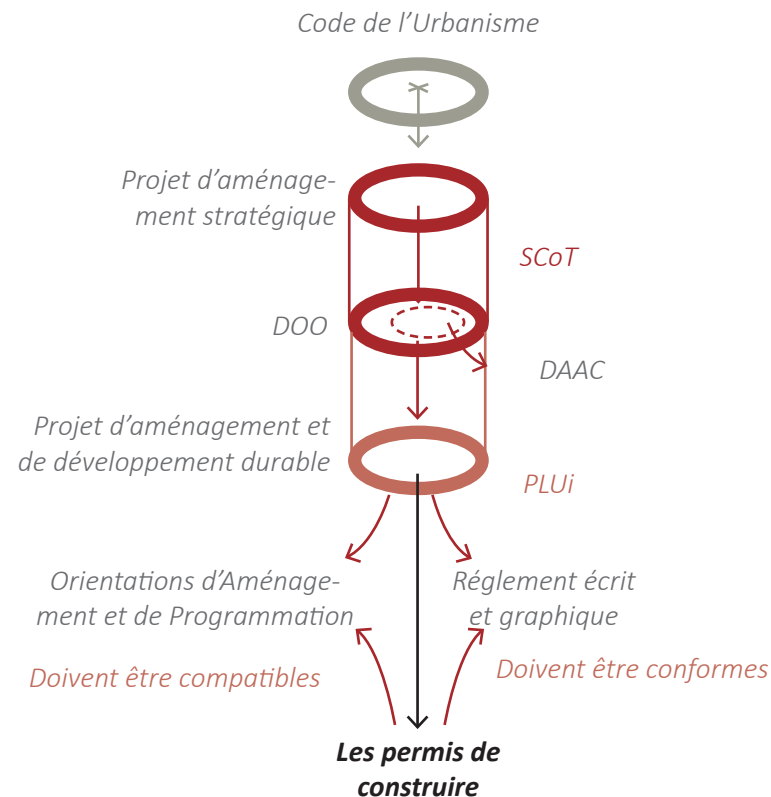 Code de l’Urbanisme
Projet d’aménage-
ment stratégique
SCoT
DOO
DAAC
Projet d’aménagement et
de développement durable
PLUi
Orientations d’Aménage-
ment et de Programmation
Réglement écrit
et graphique
Doivent être compatibles
Doivent être conformes
Les permis de
construire